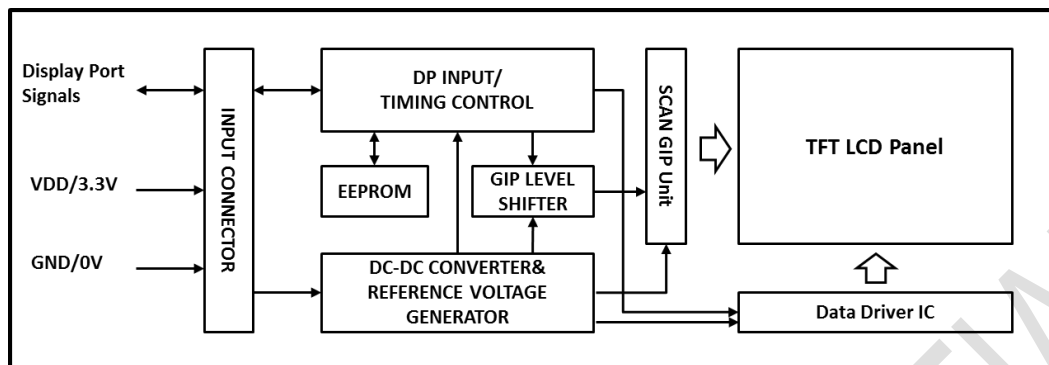 Display Port
Signals
VDD/3.3V
GND/0V
INPUT CONNECTOR
DP INPUT/
TIMING CONTROL
EEPROM
GIP LEVEL
SHIFTER
DC-DC CONVERTER&
REFERENCE VOLTAGE
GENERATOR
SCAN GIP Unit
TFT LCD Panel
Data Driver IC